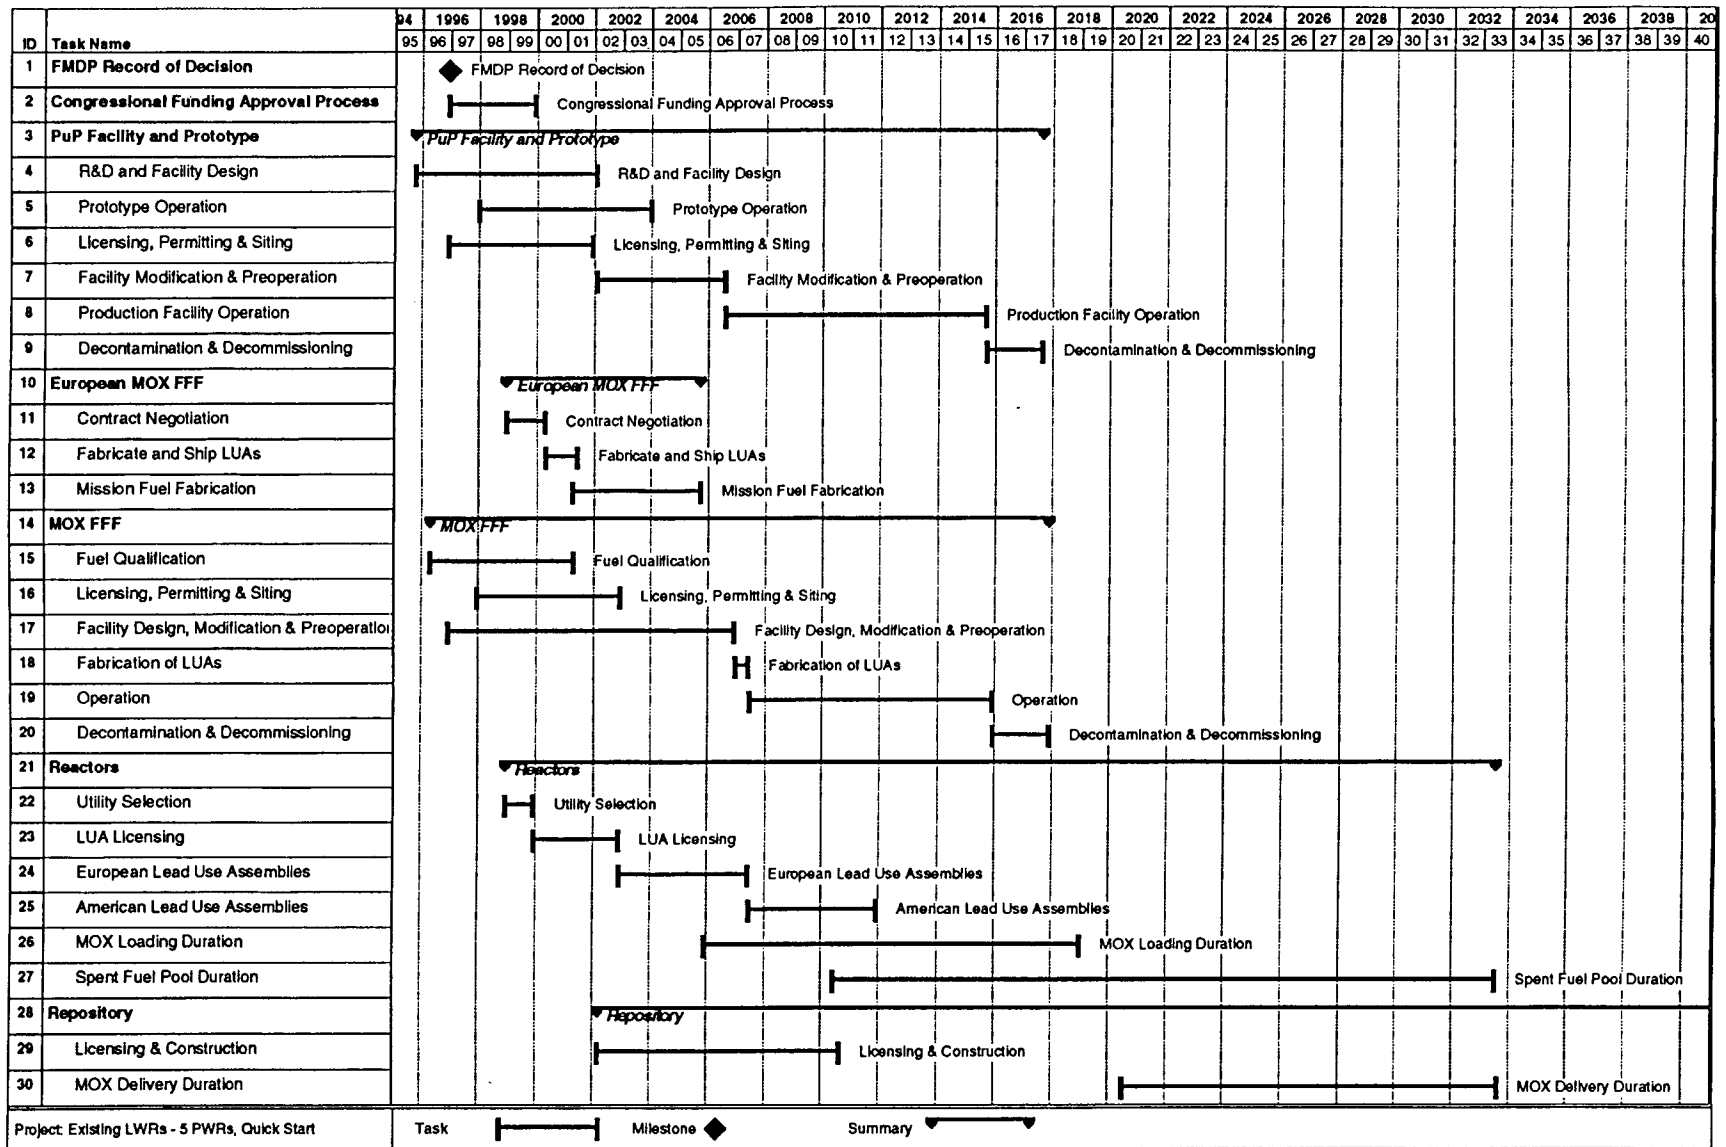 94 1996 1998 2000 2002 2004 2006 2008 2010 2012 2014 2016 2018 2020 2022 2024 2026 2028 2030 2032 2034 2036 2038 20
ID Task Name 95 96 97 98 99 00 01 02 03 04 05 06 07 08 09 10 11 12 13 14 15 16 17 18 19 20 21 22 23 24 25 26 27 28 29 30 31 32 33 34 35 36 37 38 39 40
1 FMDP Record of Decision FMDP Record of Decision
2 Congressional Funding Approval Process Congressional Funding Approval Process
3 PuP Facility and Prototype PuP Facility and Prototype
4 R&D and Facility Design R&D and Facility Design
5 Prototype Operation Prototype Operation
6 Licensing, Permitting & Siting Licensing, Permitting & Siting
7 Facility Modification & Preoperation Facility Modification & Preoperation
8 Production Facility Operation Production Facility Operation
9 Decontamination & Decommissioning Decontamination & Decommissioning
10 European MOX FFF European MOX FFF
11 Contract Negotiation Contract Negotiation
12 Fabricate and Ship LUAs Fabricate and Ship LUAs
13 Mission Fuel Fabrication Mission Fuel Fabrication
14 MOX FFF MOX FFF
15 Fuel Qualification Fuel Qualification
16 Licensing, Permitting & Siting Licensing, Permitting & Siting
17 Facility Design, Modification & Preoperation Facility Design, Modification & Preoperation
18 Fabrication of LUAs Fabrication of LUAs
19 Operation Operation
20 Decontamination & Decommissioning Decontamination & Decommissioning
21 Reactors Reactors
22 Utility Selection Utility Selection
23 LUA Licensing LUA Licensing
24 European Lead Use Assemblies European Lead Use Assemblies
25 American Lead Use Assemblies American Lead Use Assemblies
26 MOX Loading Duration MOX Loading Duration
27 Spent Fuel Pool Duration Spent Fuel Pool Duration
28 Repository Repository
29 Licensing & Construction Licensing & Construction
30 MOX Delivery Duration MOX Delivery Duration
Project: Existing LWRs - 5 PWRs, Quick Start Task Milestone Summary